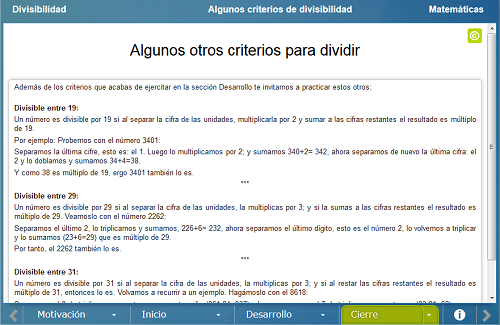 Divisibilidad
Algunos criterios de divisibilidad
Matemáticas
Algunos otros criterios para dividir
©
Además de los criterios que acabas de ejercitar en la sección Desarrollo te invitamos a practicar estos otros:
Divisible entre 19:
Un número es divisible por 19 si al separar la cifra de las unidades, multiplicarla por 2 y sumar a las cifras restantes el resultado es múltiplo
de 19.
Por ejemplo: Probemos con el número 3401:
Separamos la última cifre, esto es: el 1. Luego lo multiplicamos por 2; y sumamos 340+2= 342, ahora separamos de nuevo la última cifra: el
2 y lo doblamos y sumamos 34+4=38.
Y como 38 es múltiplo de 19, ergo 3401 también lo es.
***
Divisible entre 29:
Un número es divisible por 29 si al separar la cifra de las unidades, la multiplicas por 3; y si la sumas a las cifras restantes el resultado es
múltiplo de 29. Veamoslo con el número 2262:
Separamos el último 2, lo triplicamos y sumamos, 226+6= 232, ahora separamos el último dígito, esto es el número 2, lo volvemos a triplicar
y lo sumamos (23+6=29) que es múltiplo de 29.
Por tanto, el 2262 también lo es.
***
Divisible entre 31:
Un número es divisible por 31 si al separar la cifra de las unidades, la multiplicas por 3; y si al restar las cifras restantes el resultado es
múltiplo de 31, entonces lo es. Volvamos a recurrir a un ejemplo. Hagámoslo con el 8618:
Motivación
Inicio
Desarrollo
Cierre
i